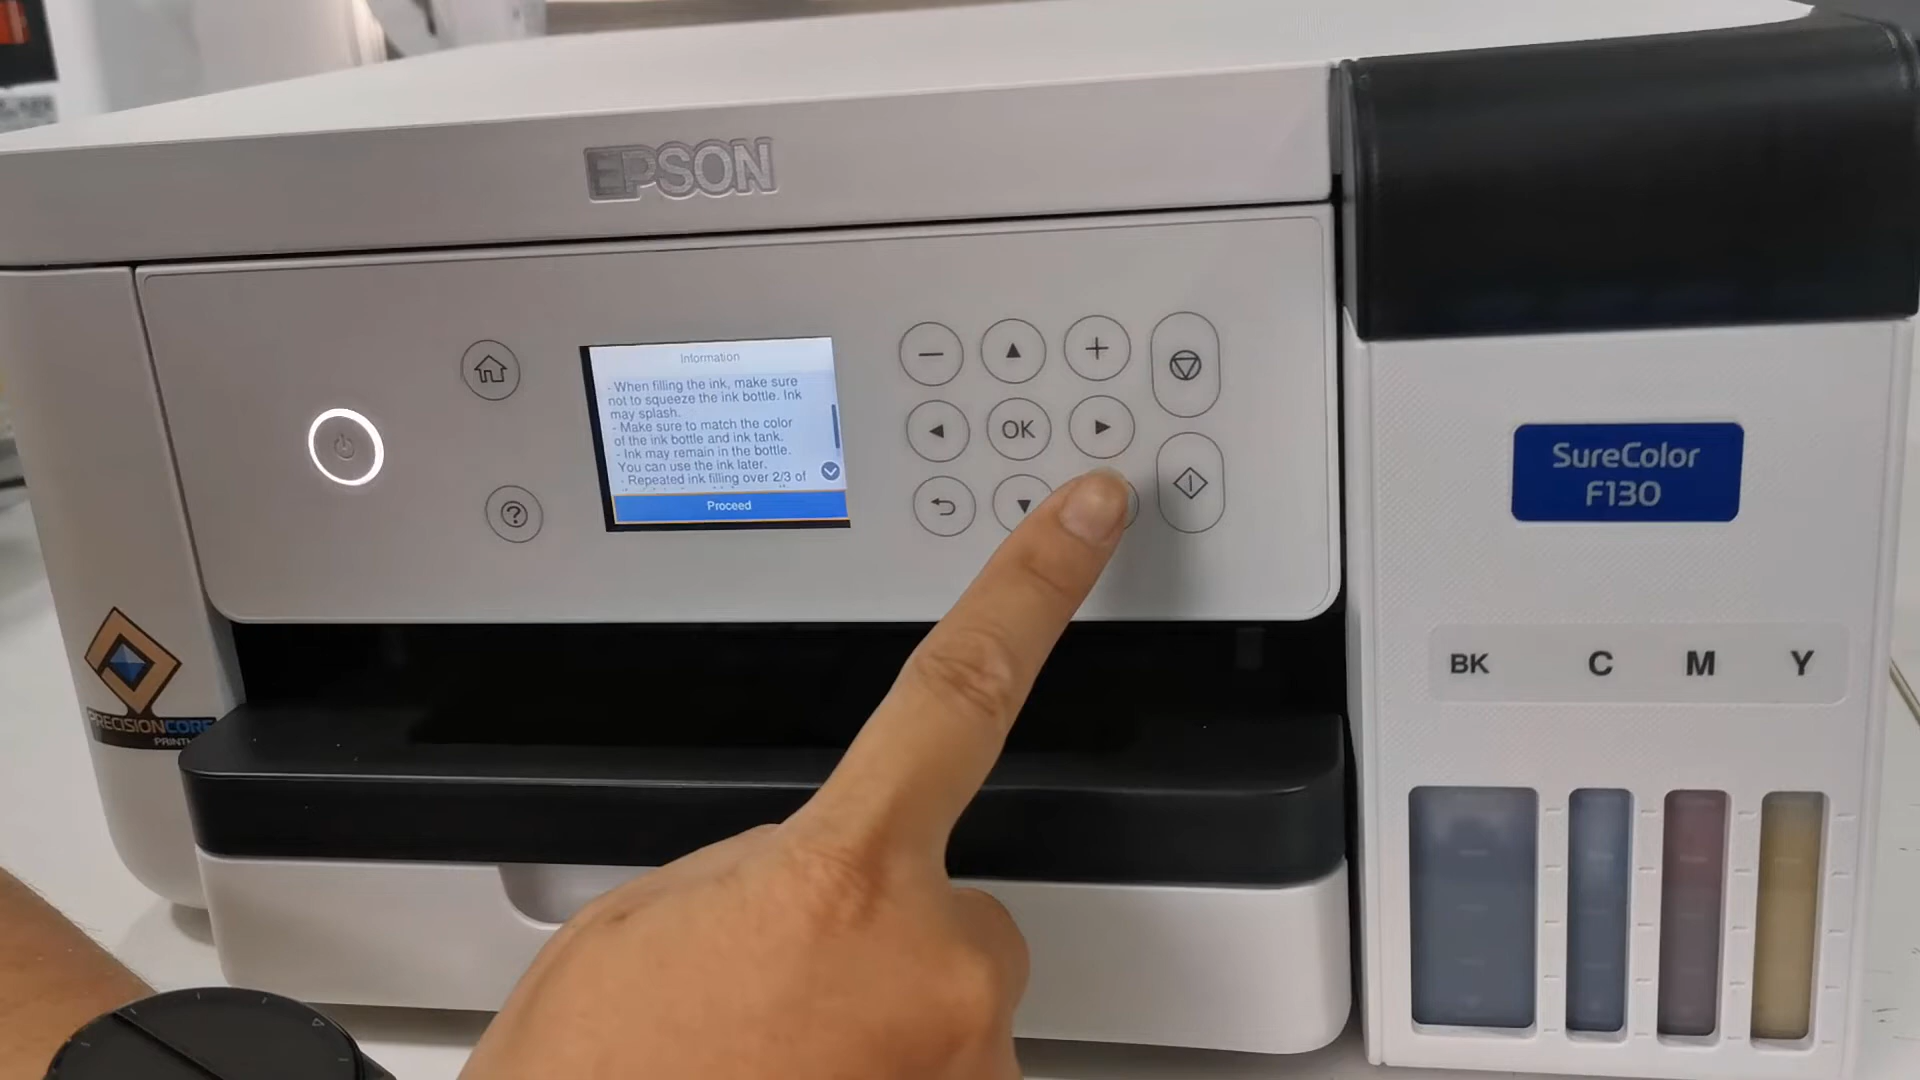 EPSON
Information
- When filling the ink, make sure
not to squeeze the ink bottle. Ink
may splash.
- Make sure to match the color
of the ink bottle and ink tank.
- Ink may remain in the bottle.
You can use the ink later.
- Repeated ink filling over 2/3 of
Proceed
OK
SureColor
F130
BK C M Y
PRECISIONCORE